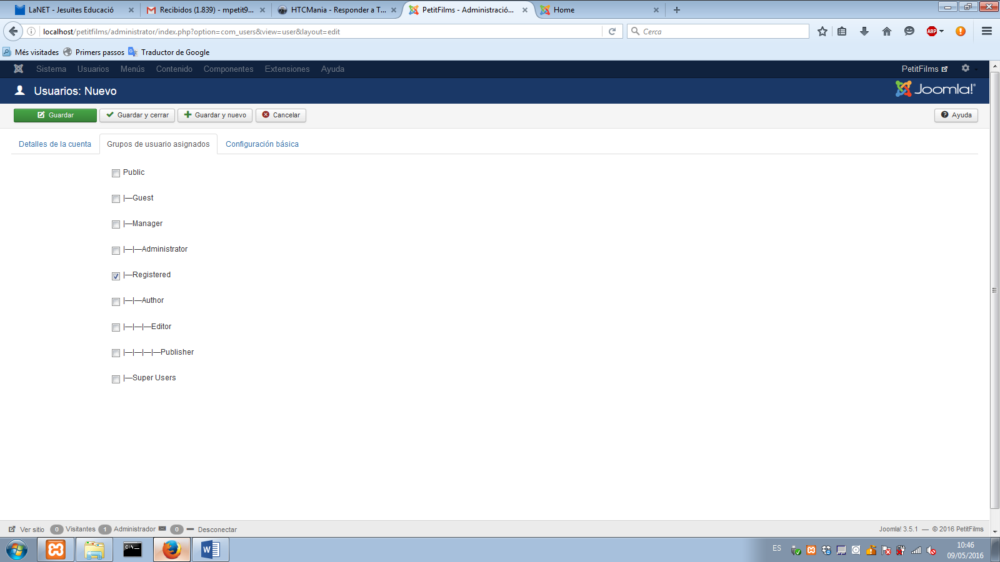 LaNET - Jesuïtes Educació
Recibidos (1.839) - mpetit9...
HTCMania - Responder a T...
PetitFilms - Administració...
Home
localhost/petitfilms/administrator/index.php?option=com_users&view=user&layout=edit
Cerca
ABP
Més visitades
Primers passos
Traductor de Google
Sistema
Usuarios
Menús
Contenido
Componentes
Extensiones
Ayuda
PetitFilms
Usuarios: Nuevo
Joomla!
Guardar
Guardar y cerrar
Guardar y nuevo
Cancelar
Ayuda
Detalles de la cuenta
Grupos de usuario asignados
Configuración básica
Public
|—Guest
|—Manager
|—|—Administrator
|—Registered
|—|—Author
|—|—|—Editor
|—|—|—|—Publisher
|—Super Users
Ver sitio
0 Visitantes
1 Administrador
0
Desconectar
Joomla! 3.5.1 — © 2016 PetitFilms
C:\
ES
10:46
09/05/2016